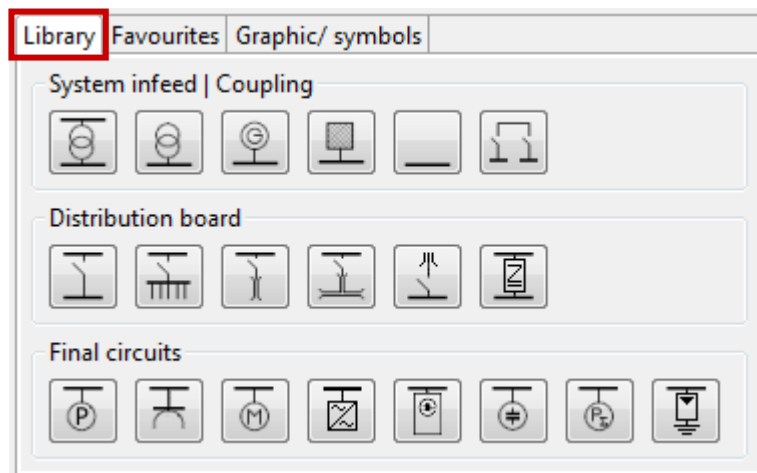 Library Favourites Graphic/ symbols
System infeed | Coupling
G
Distribution board
Final circuits
P M